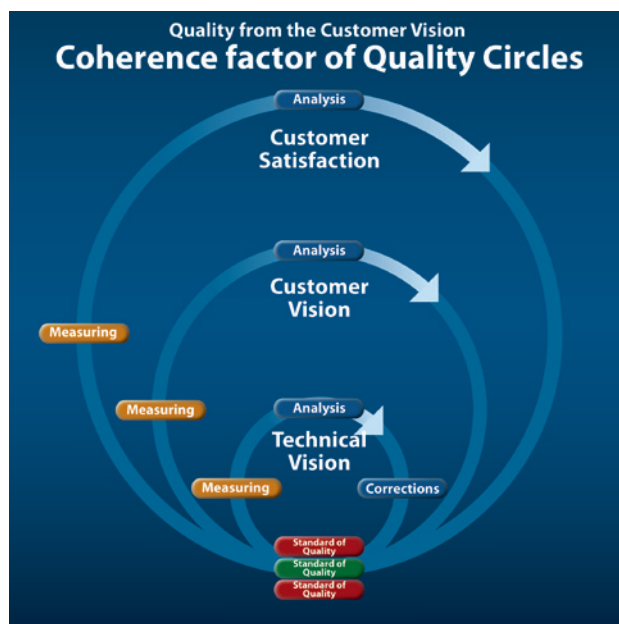 Quality from the Customer Vision
Coherence factor of Quality Circles
Analysis
Customer
Satisfaction
Analysis
Customer
Vision
Measuring
Measuring
Analysis
Technical
Vision
Measuring
Corrections
Standard of
Quality
Standard of
Quality
Standard of
Quality